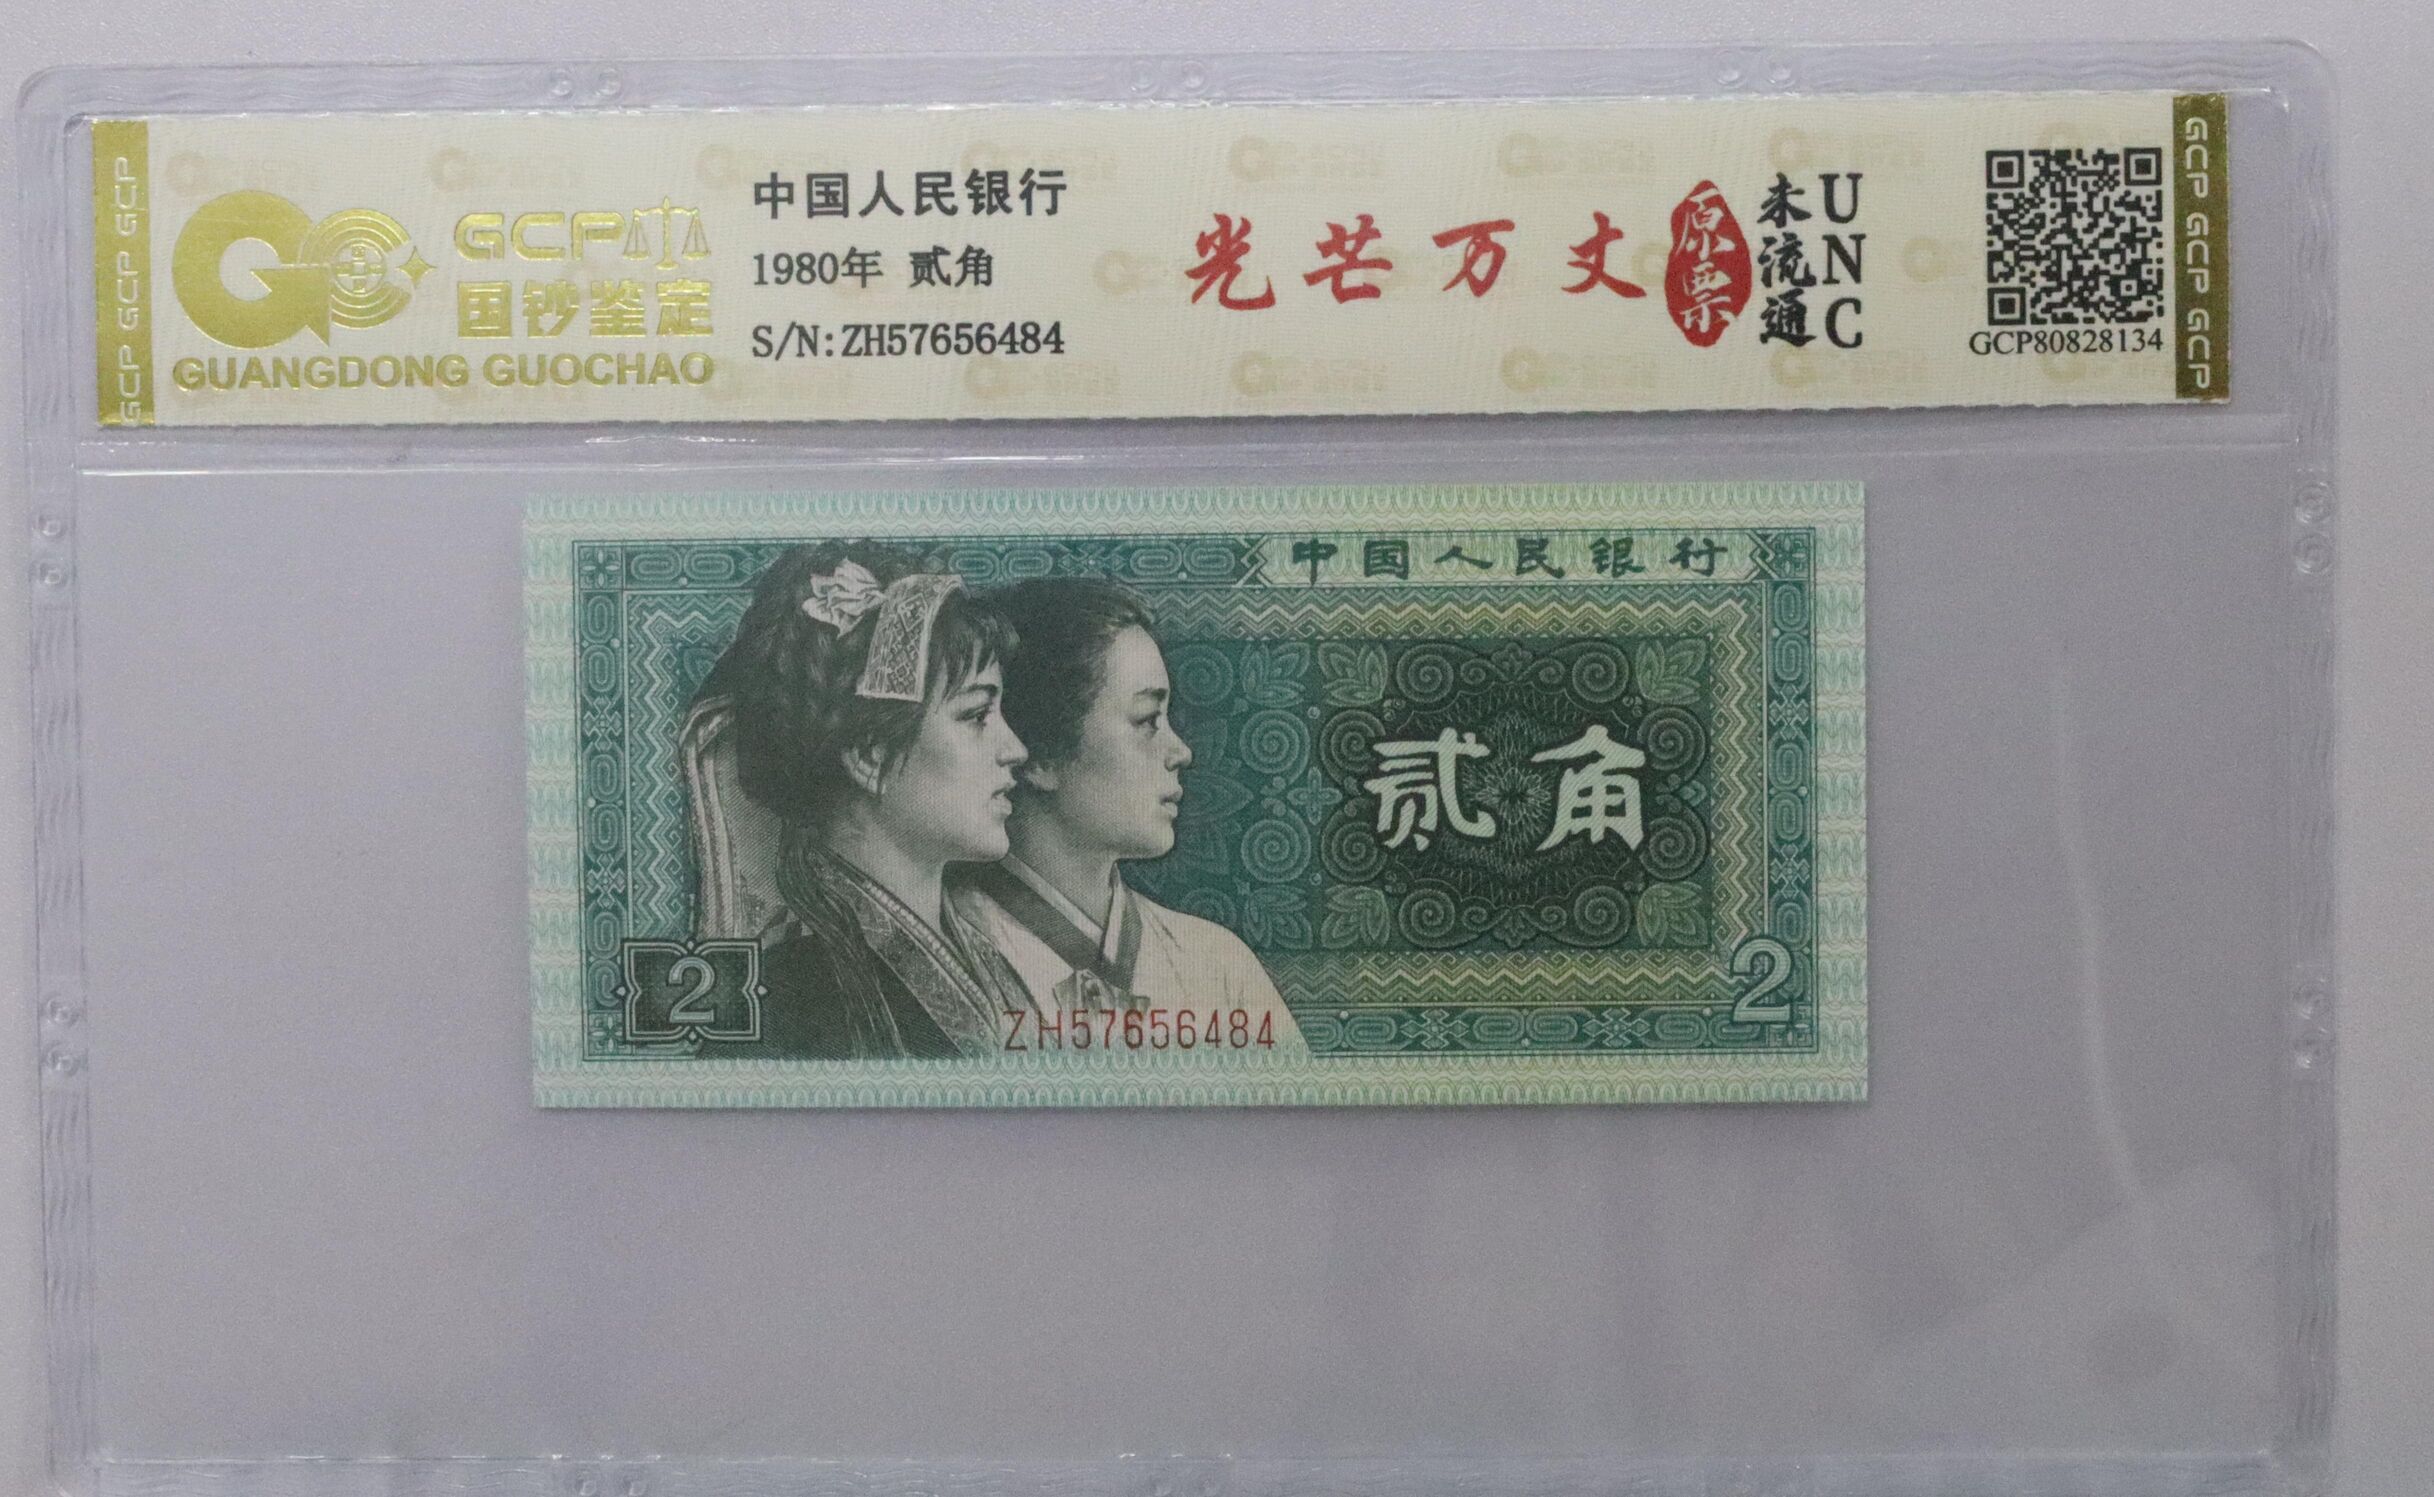 GCP GCP GCP
GCP
国钞鉴定
GUANGDONG GUOCHAO
中国人民银行
1980年 贰角
S/N:ZH57656484
光芒万丈
原票
未流通
UNC
GCP80828134
GCP GCP GCP
中国人民银行
贰角
2
2
ZH57656484